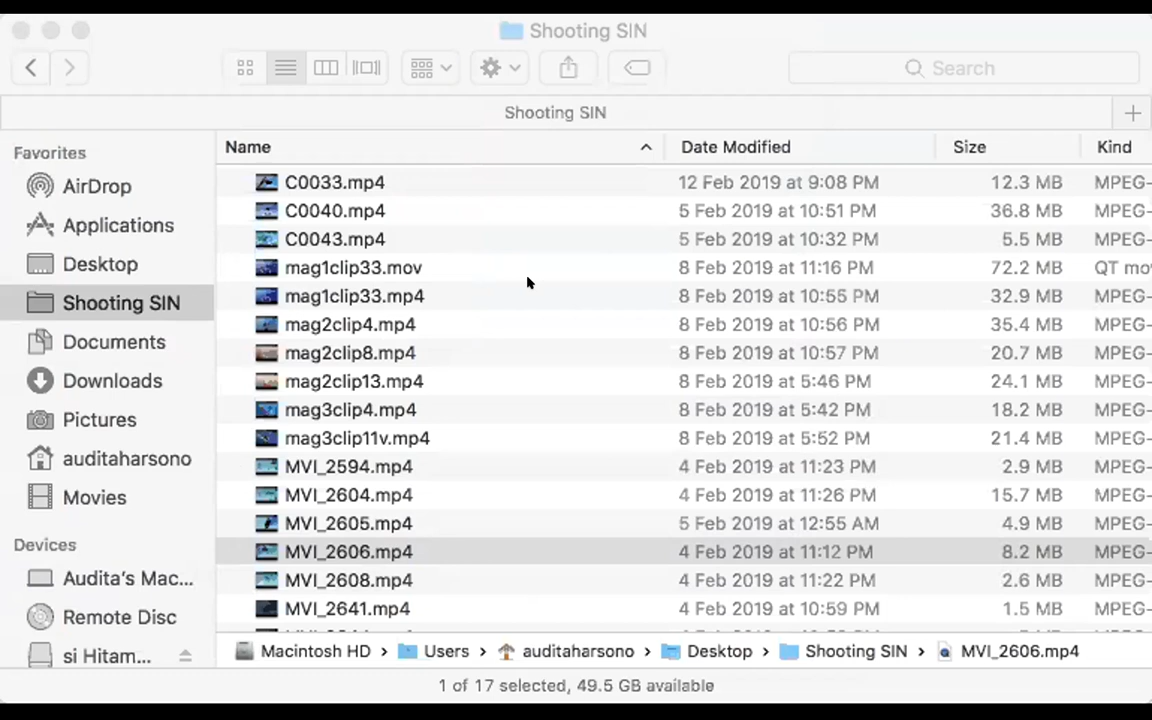 Shooting SIN
Search
Shooting SIN
Favorites
AirDrop
Applications
Desktop
Shooting SIN
Documents
Downloads
Pictures
auditaharsono
Movies
Devices
Audita's Mac...
Remote Disc
si Hitam...
Name Date Modified Size Kind
C0033.mp4 12 Feb 2019 at 9:08 PM 12.3 MB MPEG-
C0040.mp4 5 Feb 2019 at 10:51 PM 36.8 MB MPEG-
C0043.mp4 5 Feb 2019 at 10:32 PM 5.5 MB MPEG-
mag1clip33.mov 8 Feb 2019 at 11:16 PM 72.2 MB QT mo
mag1clip33.mp4 8 Feb 2019 at 10:55 PM 32.9 MB MPEG-
mag2clip4.mp4 8 Feb 2019 at 10:56 PM 35.4 MB MPEG-
mag2clip8.mp4 8 Feb 2019 at 10:57 PM 20.7 MB MPEG-
mag2clip13.mp4 8 Feb 2019 at 5:46 PM 24.1 MB MPEG-
mag3clip4.mp4 8 Feb 2019 at 5:42 PM 18.2 MB MPEG-
mag3clip11v.mp4 8 Feb 2019 at 5:52 PM 21.4 MB MPEG-
MVI_2594.mp4 4 Feb 2019 at 11:23 PM 2.9 MB MPEG-
MVI_2604.mp4 4 Feb 2019 at 11:26 PM 15.7 MB MPEG-
MVI_2605.mp4 5 Feb 2019 at 12:55 AM 4.9 MB MPEG-
MVI_2606.mp4 4 Feb 2019 at 11:12 PM 8.2 MB MPEG-
MVI_2608.mp4 4 Feb 2019 at 11:22 PM 2.6 MB MPEG-
MVI_2641.mp4 4 Feb 2019 at 10:59 PM 1.5 MB MPEG-
Macintosh HD › Users › auditaharsono › Desktop › Shooting SIN › MVI_2606.mp4
1 of 17 selected, 49.5 GB available